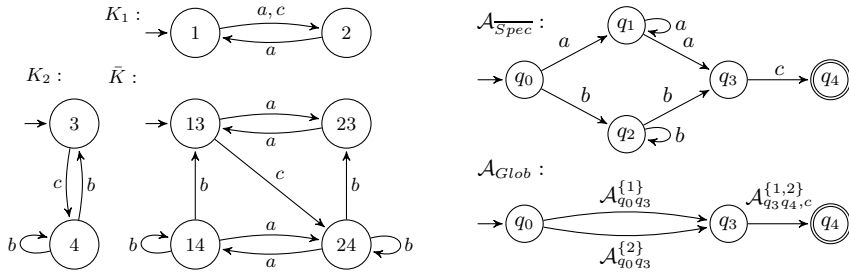 K₁ :
1
a, c
a
2
K₂ :
3
c
b
b
4
K̄ :
13
a
a
23
c
b
b
b
14
a
a
24
b
𝒜_{\overline{Spec}} :
q₀
a
q₁
a
a
b
q₂
b
b
q₃
c
q₄
𝒜_{Glob} :
q₀
𝒜^{\{1\}}_{q₀q₃}
𝒜^{\{2\}}_{q₀q₃}
q₃
𝒜^{\{1,2\}}_{q₃q₄,c}
q₄